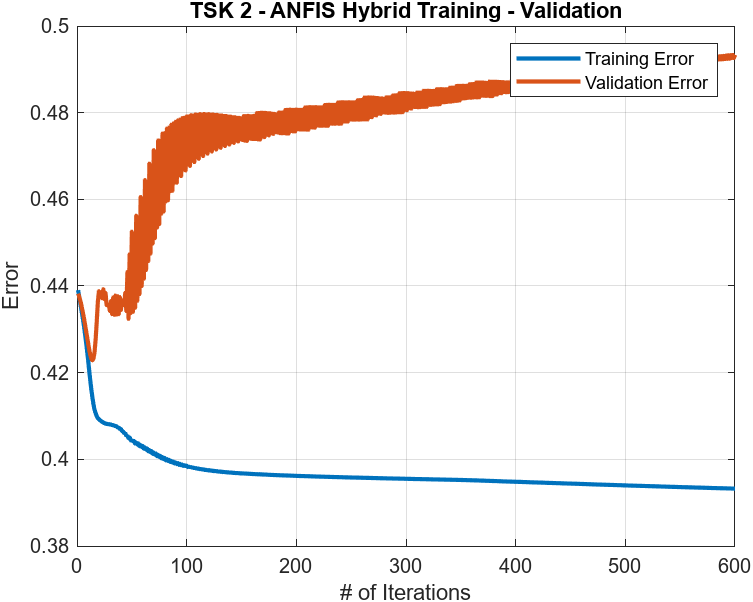 TSK 2 - ANFIS Hybrid Training - Validation
0.5
0.48
0.46
0.44
0.42
0.4
0.38
Error
Training Error
Validation Error
0 100 200 300 400 500 600
# of Iterations